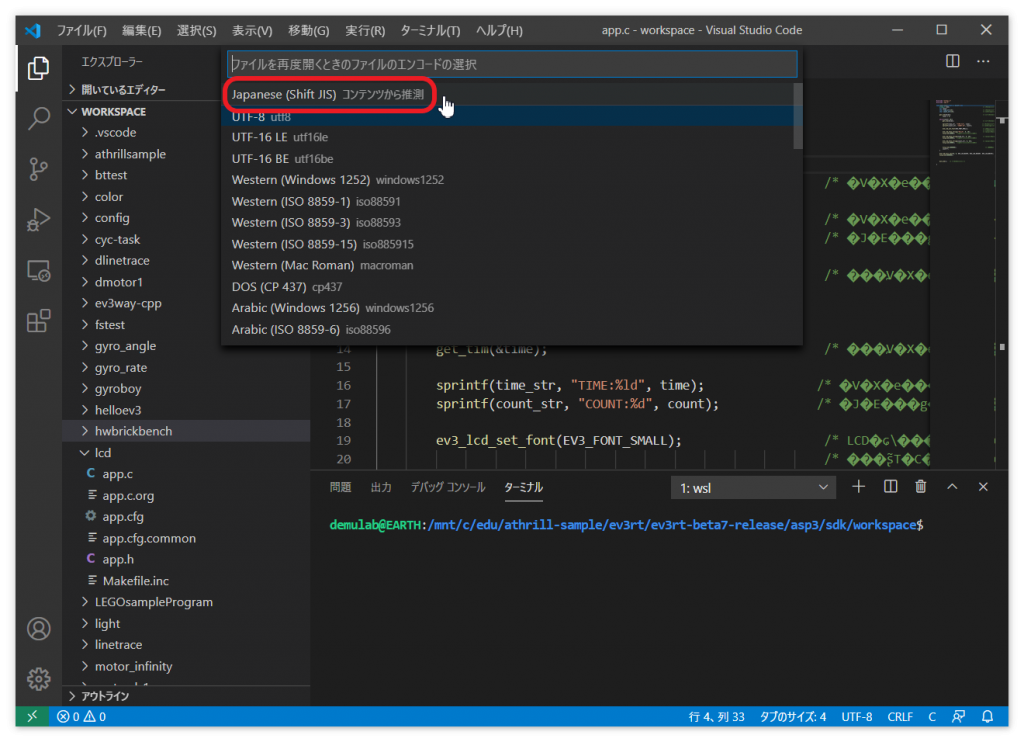 ファイル(F) 編集(E) 選択(S) 表示(V) 移動(G) 実行(R) ターミナル(T) ヘルプ(H) app.c - workspace - Visual Studio Code
エクスプローラー
開いているエディター
WORKSPACE
.vscode
athrillsample
bttest
color
config
cyc-task
dlinetrace
dmotor1
ev3way-cpp
fstest
gyro_angle
gyro_rate
gyroboy
helloev3
hwbrickbench
lcd
C app.c
app.c.org
app.cfg
app.cfg.common
C app.h
Makefile.inc
LEGOsampleProgram
light
linetrace
motor_infinity
アウトライン
ファイルを再度開くときのファイルのエンコードの選択
Japanese (Shift JIS) コンテンツから推測
UTF-8 utf8
UTF-16 LE utf16le
UTF-16 BE utf16be
Western (Windows 1252) windows1252
Western (ISO 8859-1) iso88591
Western (ISO 8859-3) iso88593
Western (ISO 8859-15) iso885915
Western (Mac Roman) macroman
DOS (CP 437) cp437
Arabic (Windows 1256) windows1256
Arabic (ISO 8859-6) iso88596
/* �V�X�e��
/* �V�X�e��
/* �J�E���g
/* ���V�X�
14 get_tim(&time); /* ���V�X�
15
16 sprintf(time_str, "TIME:%ld", time); /* �V�X�e��
17 sprintf(count_str, "COUNT:%d", count); /* �J�E���g
18
19 ev3_lcd_set_font(EV3_FONT_SMALL); /* LCD�
20 /*
問題 出力 デバッグ コンソール ターミナル 1: wsl
demulab@EARTH:/mnt/c/edu/athrill-sample/ev3rt/ev3rt-beta7-release/asp3/sdk/workspace$
0 0 行 4、列 33 タブのサイズ: 4 UTF-8 CRLF C